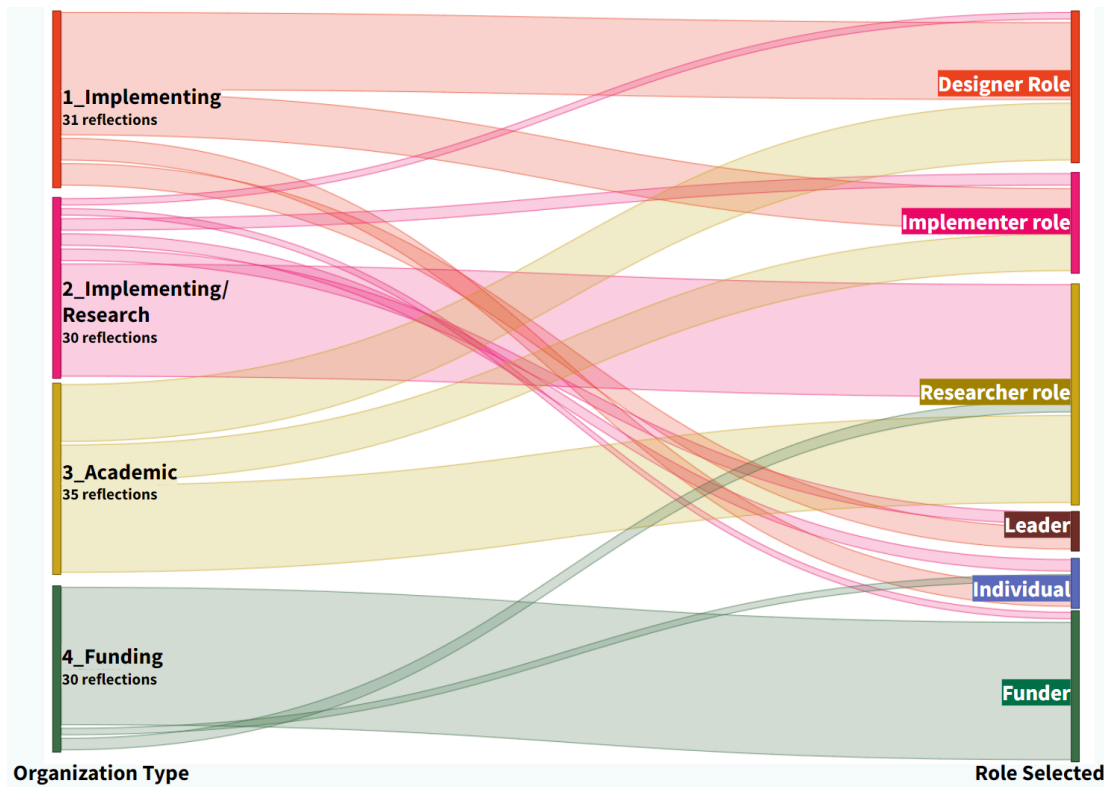 1_Implementing
31 reflections
2_Implementing/
Research
30 reflections
3_Academic
35 reflections
4_Funding
30 reflections
Organization Type
Designer Role
Implementer role
Researcher role
Leader
Individual
Funder
Role Selected